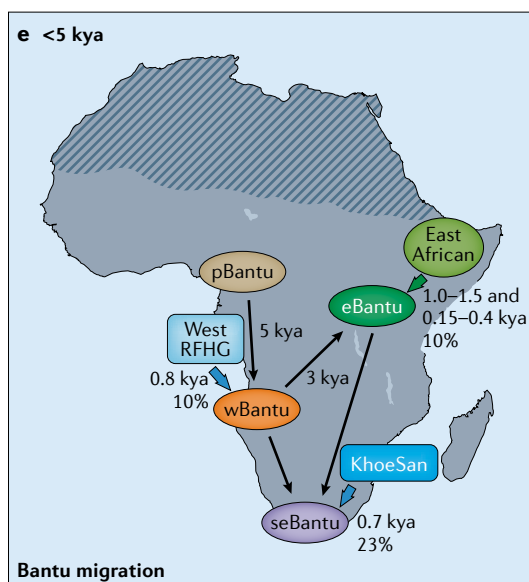 e <5 kya
East
African
pBantu
eBantu
1.0–1.5 and
0.15–0.4 kya
10%
West
RFHG
5 kya
0.8 kya
10%
3 kya
wBantu
KhoeSan
seBantu
0.7 kya
23%
Bantu migration